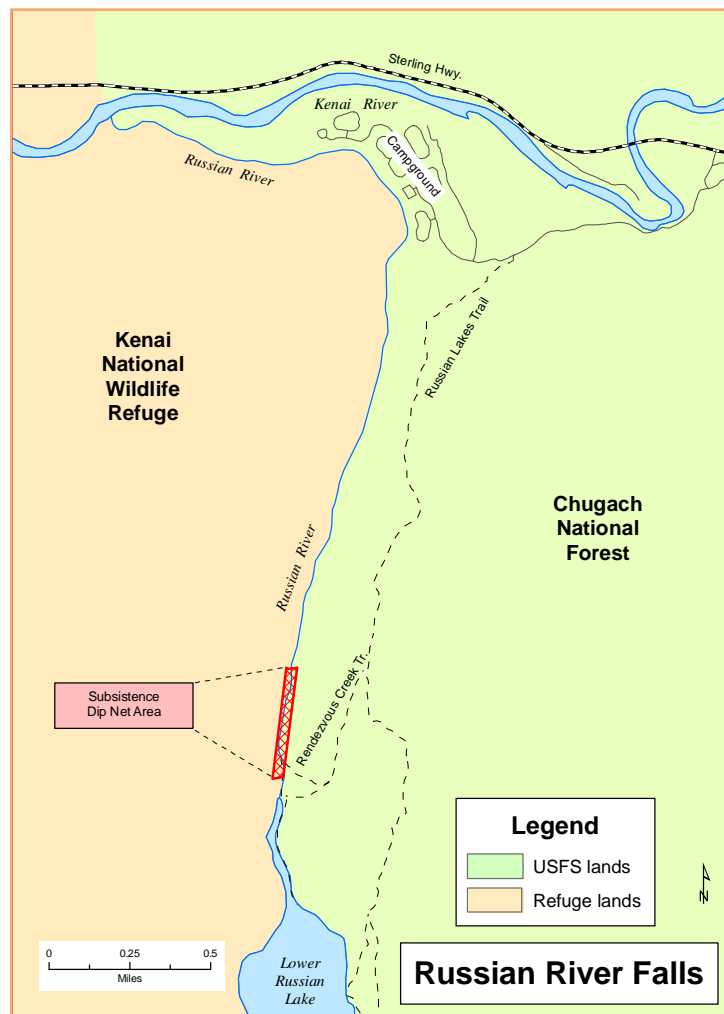 Sterling Hwy.
Kenai River
Campground
Russian River
Russian Lakes Trail
Kenai
National
Wildlife
Refuge
Chugach
National
Forest
Russian River
Rendezvous Creek Tr.
Subsistence
Dip Net Area
Legend
USFS lands
Refuge lands
N
0 0.25 0.5
Miles
Lower
Russian
Lake
Russian River Falls